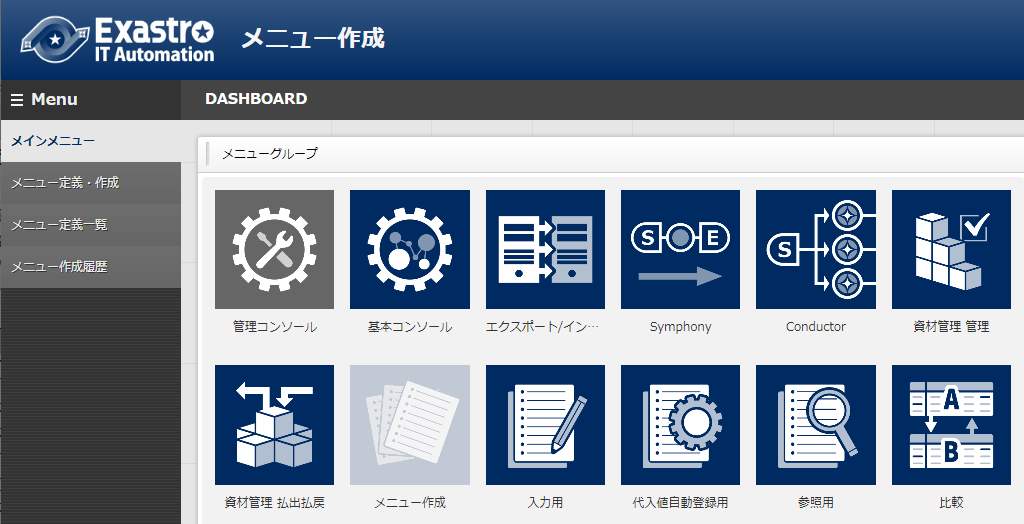 Exastro
IT Automation
メニュー作成
Menu
DASHBOARD
メインメニュー
メニュー定義・作成
メニュー定義一覧
メニュー作成履歴
メニューグループ
S E
S
管理コンソール
基本コンソール
エクスポート/イン…
Symphony
Conductor
資材管理 管理
A
B
資材管理 払出払戻
メニュー作成
入力用
代入値自動登録用
参照用
比較